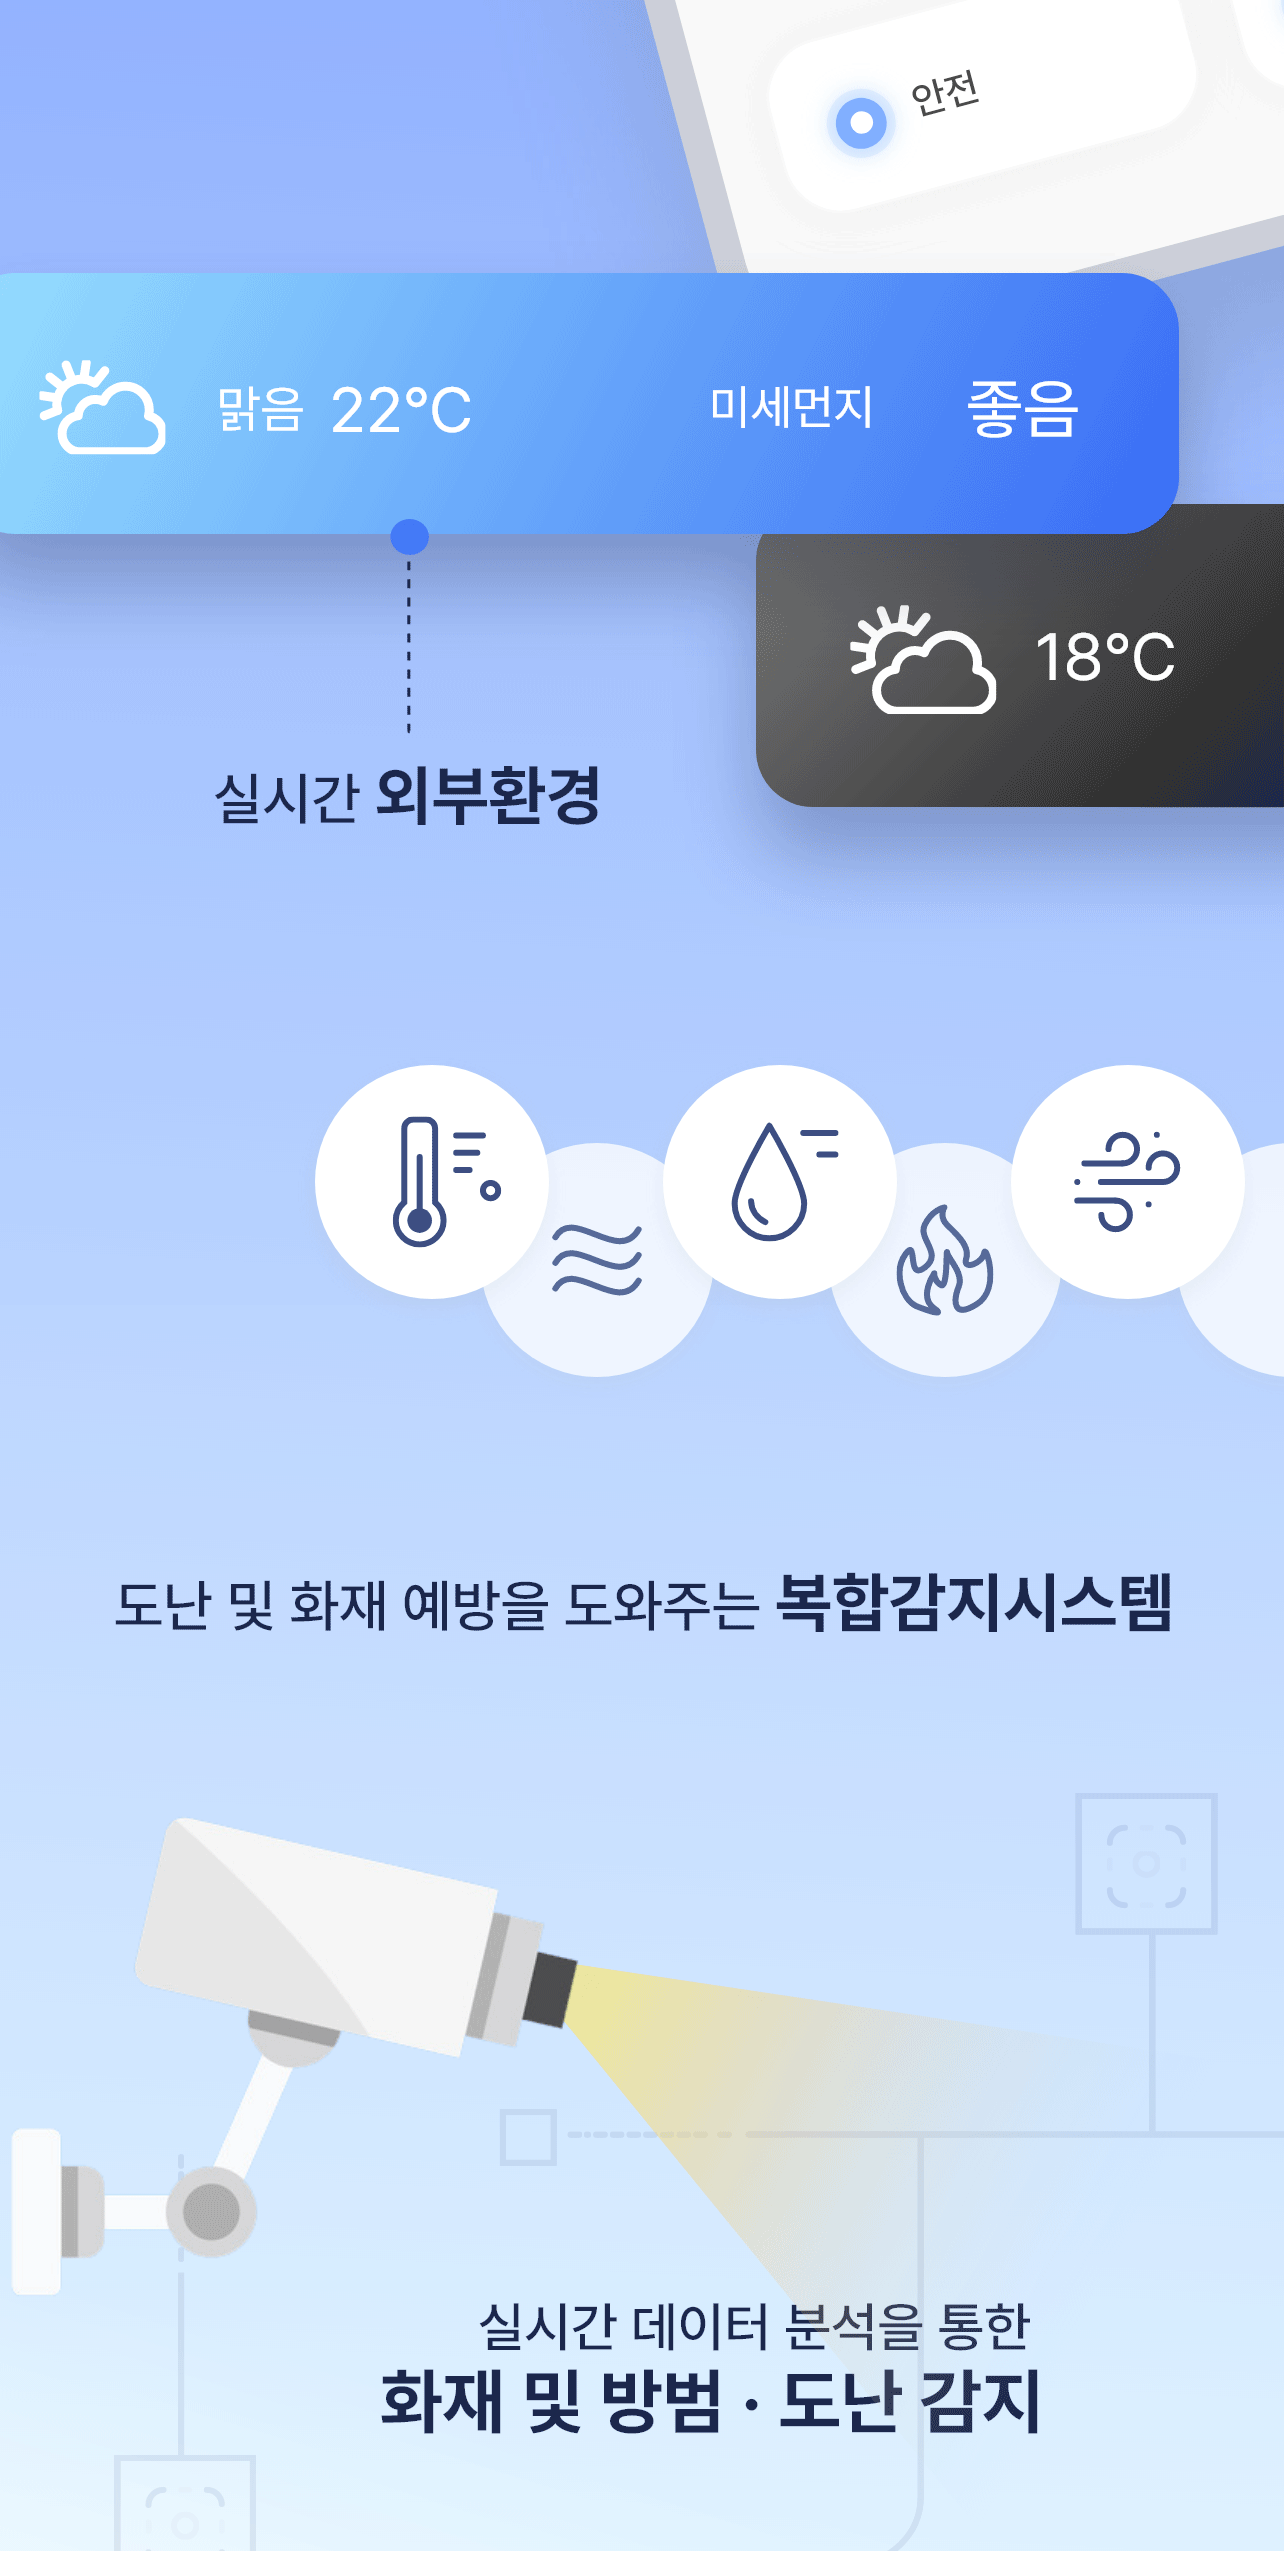 안전
맑음 22°C 미세먼지 좋음
18°C
실시간 외부환경
도난 및 화재 예방을 도와주는 복합감지시스템
실시간 데이터 분석을 통한
화재 및 방범 · 도난 감지